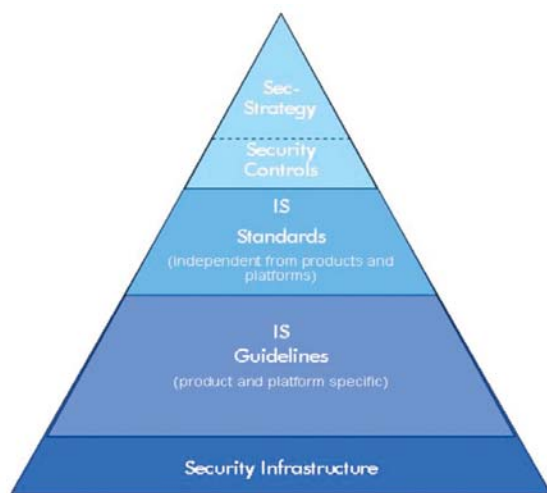 Sec-
Strategy
Security
Controls
IS
Standards
(independent from products and
platforms)
IS
Guidelines
(product and platform specific)
Security Infrastructure